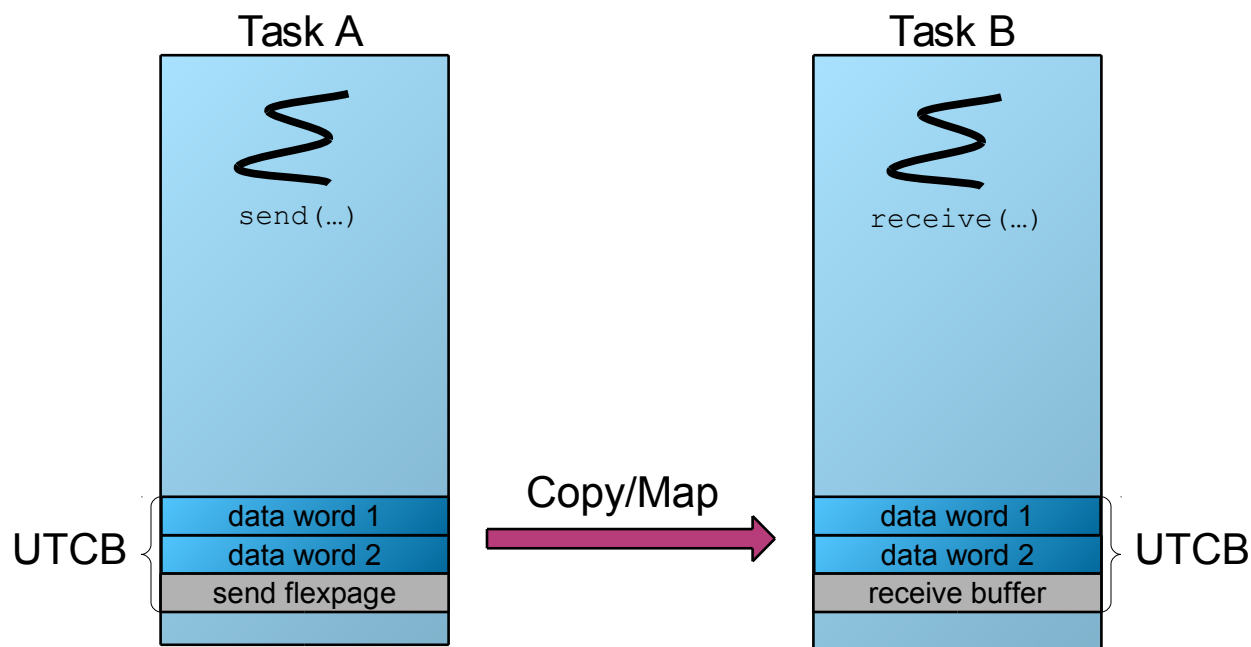 Task A
Task B
send(…)
receive(…)
Copy/Map
UTCB
data word 1
data word 2
send flexpage
data word 1
data word 2
receive buffer
UTCB